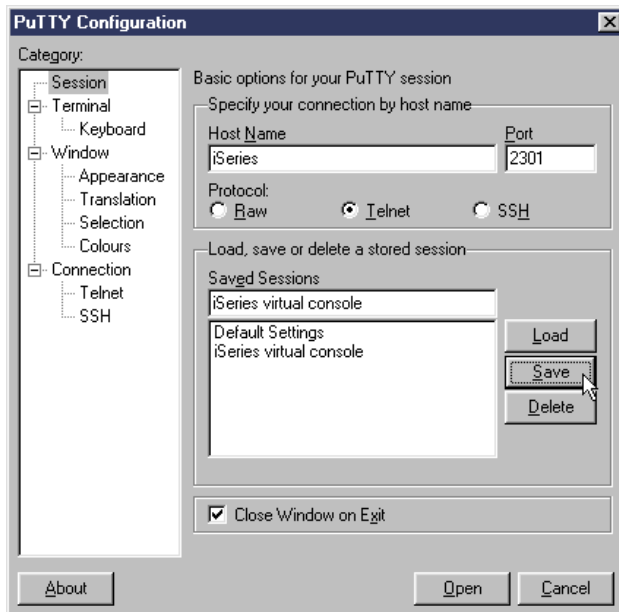 PuTTY Configuration
Category:
Session
Terminal
Keyboard
Window
Appearance
Translation
Selection
Colours
Connection
Telnet
SSH
Basic options for your PuTTY session
Specify your connection by host name
Host Name
Port
iSeries
2301
Protocol:
Raw
Telnet
SSH
Load, save or delete a stored session
Saved Sessions
iSeries virtual console
Default Settings
iSeries virtual console
Load
Save
Delete
Close Window on Exit
About
Open
Cancel